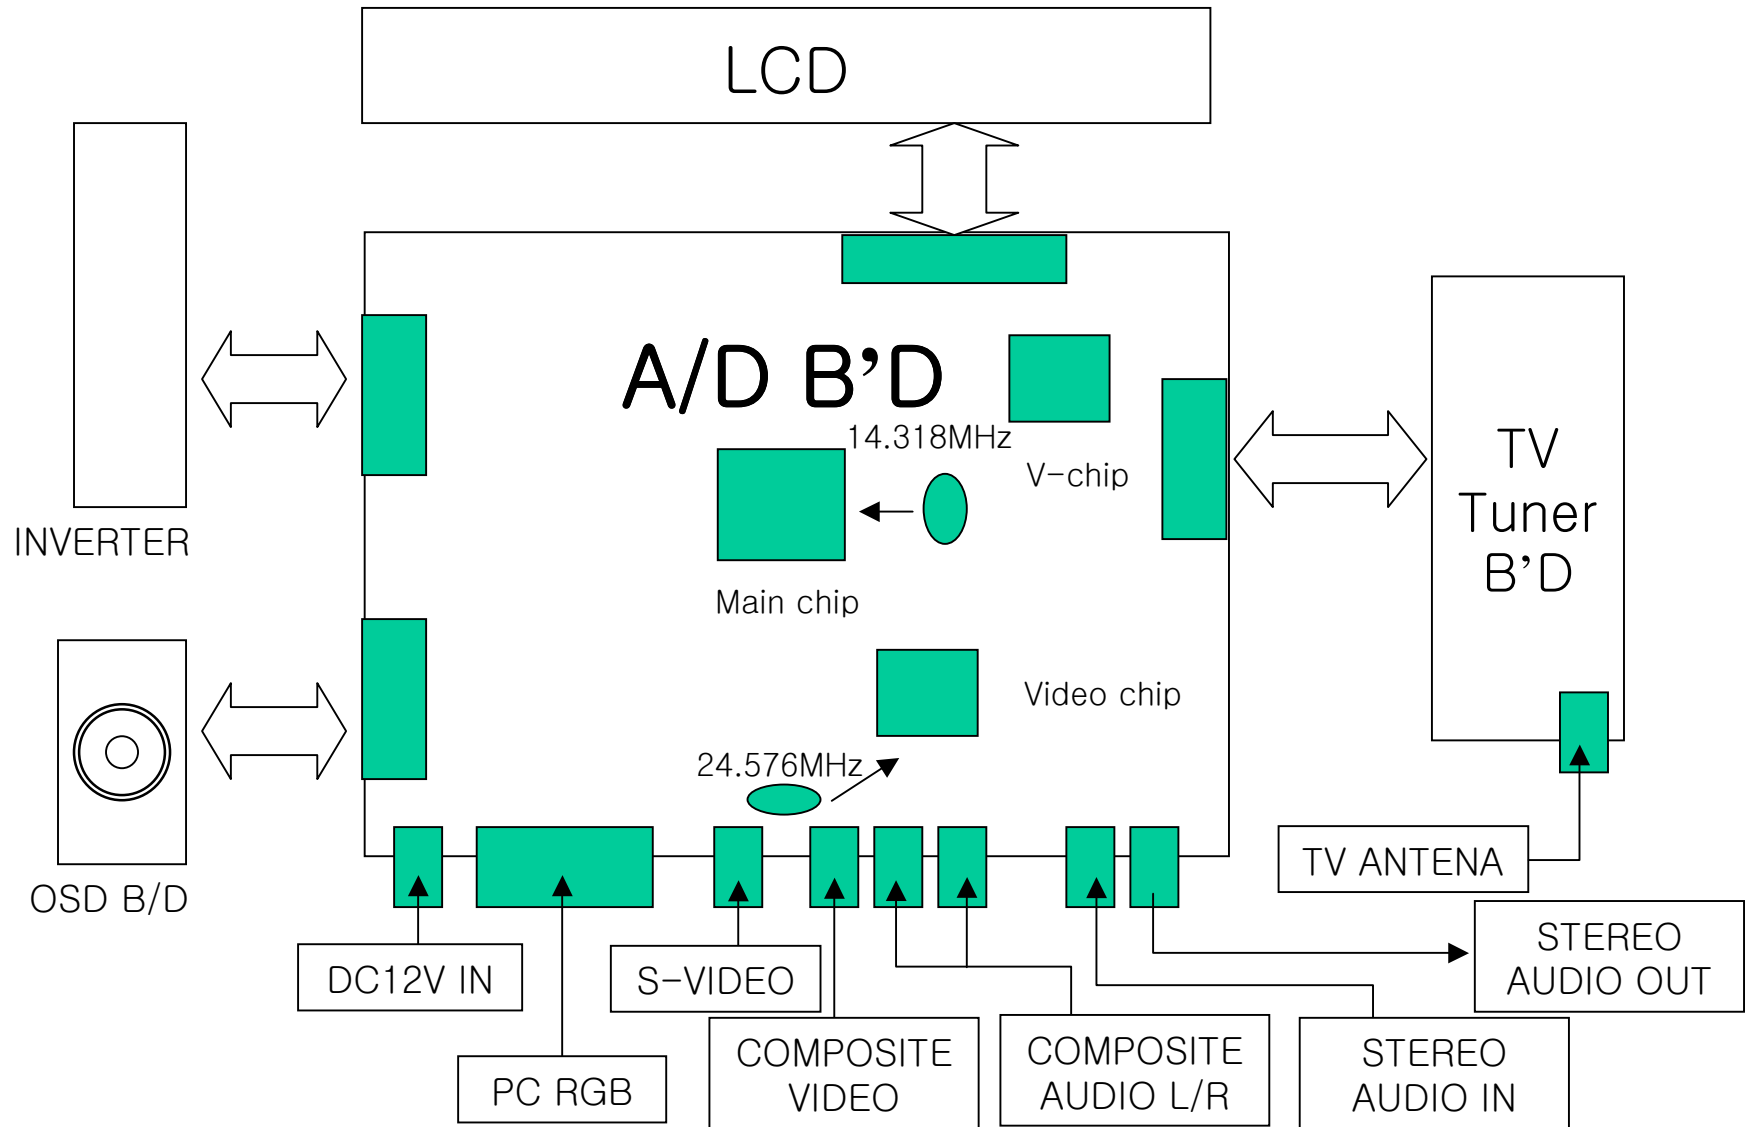 LCD
A/D B’D
14.318MHz
V-chip
TV
Tuner
B’D
INVERTER
Main chip
Video chip
24.576MHz
OSD B/D
TV ANTENA
DC12V IN
S-VIDEO
STEREO
AUDIO OUT
PC RGB
COMPOSITE
VIDEO
COMPOSITE
AUDIO L/R
STEREO
AUDIO IN